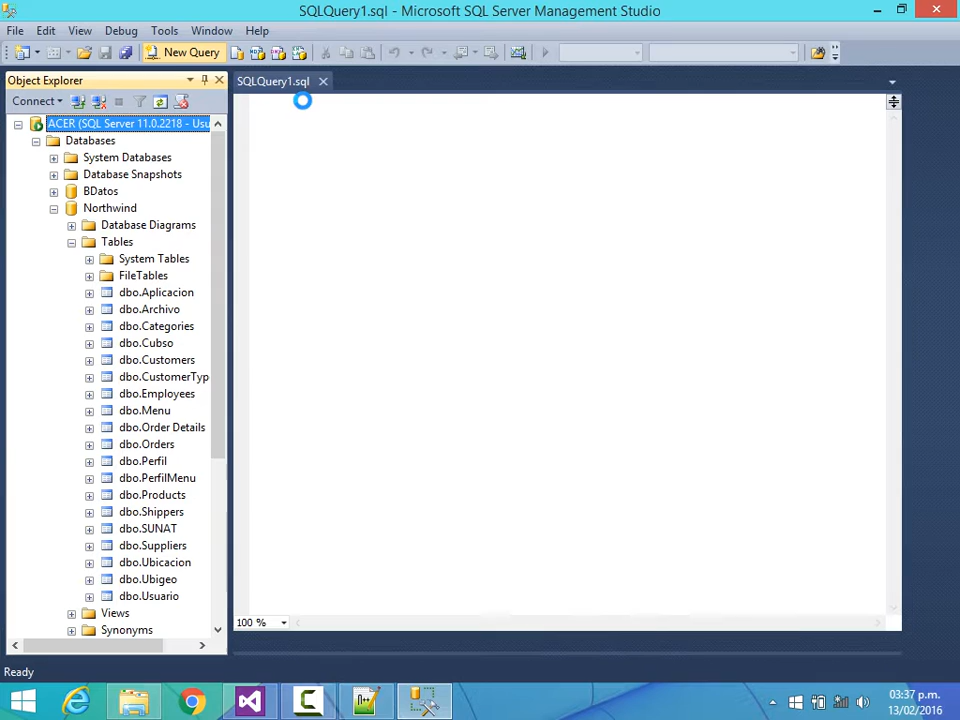 SQLQuery1.sql - Microsoft SQL Server Management Studio
File Edit View Debug Tools Window Help
New Query
Object Explorer
SQLQuery1.sql
Connect
ACER (SQL Server 11.0.2218 - Usu
Databases
System Databases
Database Snapshots
BDatos
Northwind
Database Diagrams
Tables
System Tables
FileTables
dbo.Aplicacion
dbo.Archivo
dbo.Categories
dbo.Cubso
dbo.Customers
dbo.CustomerTyp
dbo.Employees
dbo.Menu
dbo.Order Details
dbo.Orders
dbo.Perfil
dbo.PerfilMenu
dbo.Products
dbo.Shippers
dbo.SUNAT
dbo.Suppliers
dbo.Ubicacion
dbo.Ubigeo
dbo.Usuario
Views
Synonyms
100 %
Ready
03:37 p.m.
13/02/2016